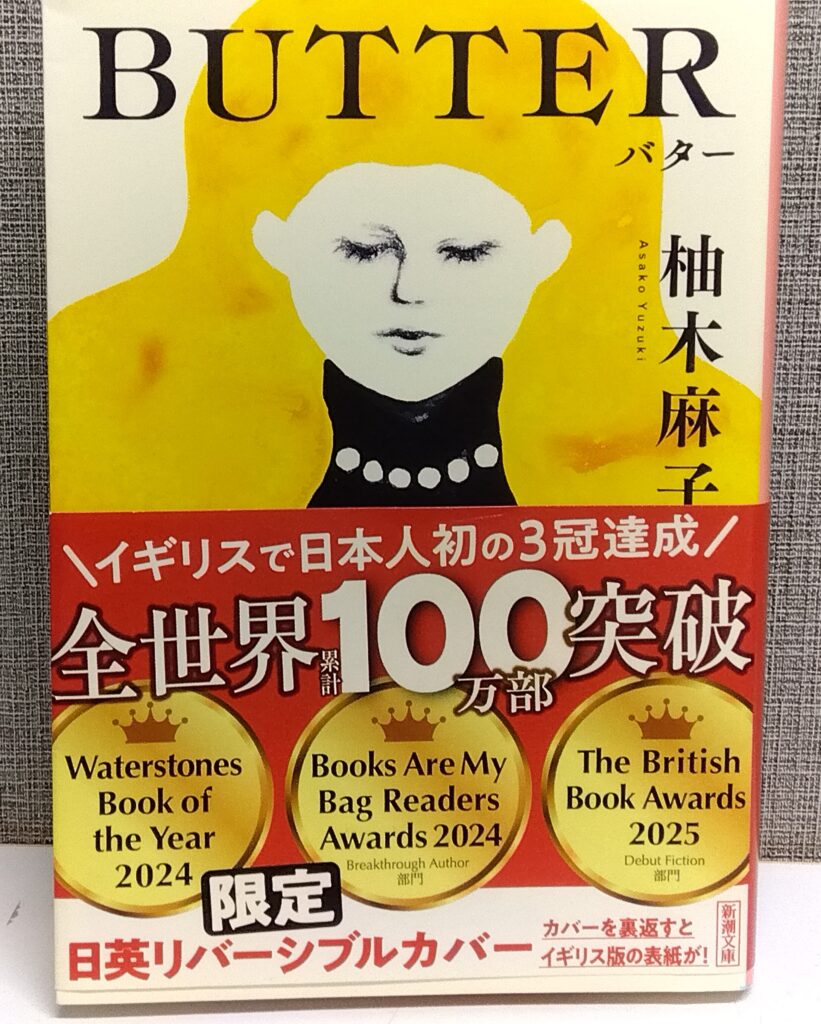 BUTTER
バター
柚木麻子
Asako Yuzuki
\イギリスで日本人初の3冠達成/
全世界累計100万部突破
Waterstones
Book of
the Year
2024
Books Are My
Bag Readers
Awards 2024
Breakthrough Author
部門
The British
Book Awards
2025
Debut Fiction
部門
限定
日英リバーシブルカバー
カバーを裏返すと
イギリス版の表紙が!
新潮文庫